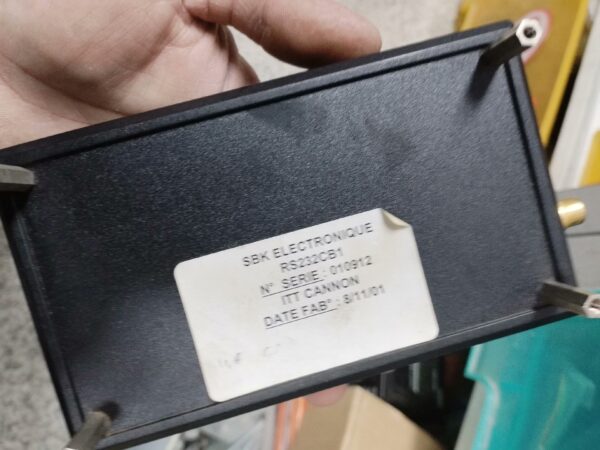 SBK ELECTRONIQUE
RS232CB1
N° SERIE : 010912
ITT CANNON
DATE FAB° : 8/11/01